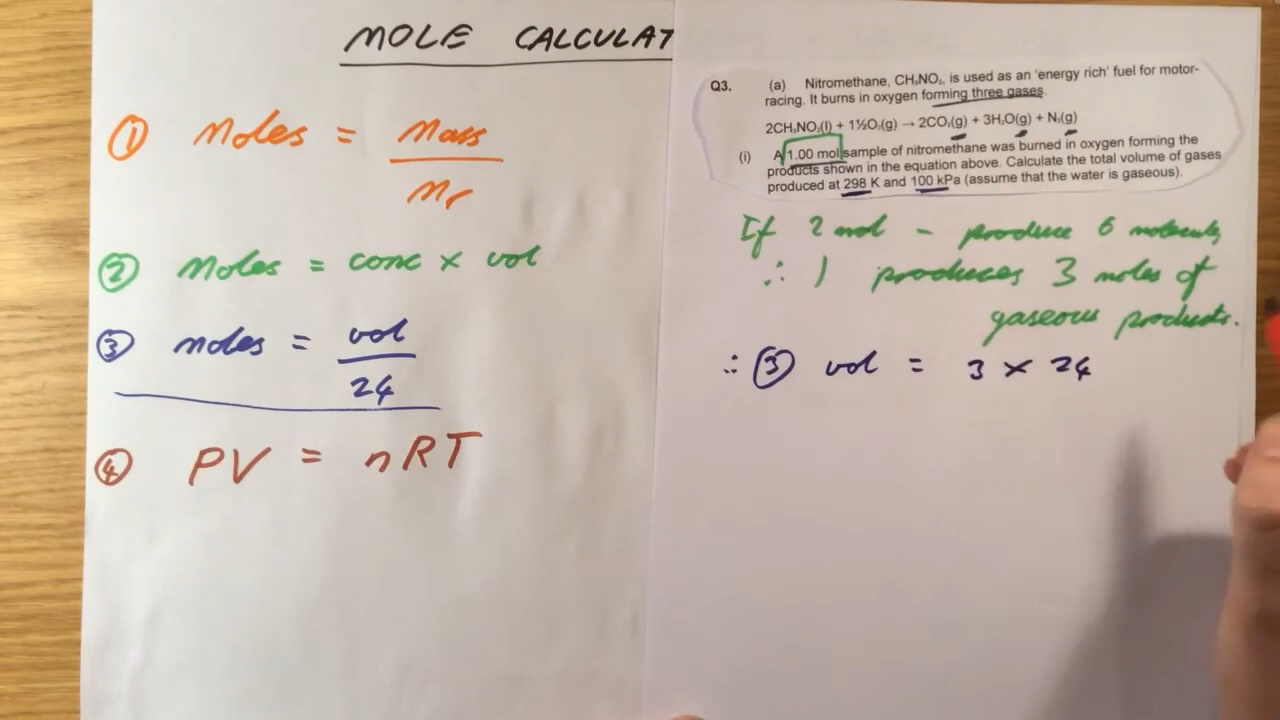 MOLE CALCULAT
① Moles = Mass
Mr
② Moles = conc × vol
③ moles = vol
24
④ PV = nRT
Q3. (a) Nitromethane, CH₃NO₂, is used as an 'energy rich' fuel for motor-
racing. It burns in oxygen forming three gases.
2CH₃NO₂(l) + 1½O₂(g) → 2CO₂(g) + 3H₂O(g) + N₂(g)
(i) A 1.00 mol sample of nitromethane was burned in oxygen forming the
products shown in the equation above. Calculate the total volume of gases
produced at 298 K and 100 kPa (assume that the water is gaseous).
If 2 mol - produce 6 molecules
∴ 1 produces 3 moles of
gaseous products.
∴ ③ vol = 3 × 24